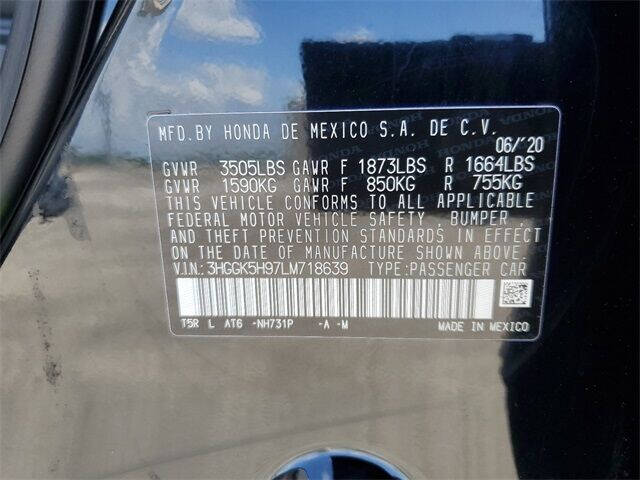 MFD. BY HONDA DE MEXICO S.A. DE C.V.
06/'20
GVWR 3505LBS GAWR F 1873LBS R 1664LBS
GVWR 1590KG GAWR F 850KG R 755KG
THIS VEHICLE CONFORMS TO ALL APPLICABLE
FEDERAL MOTOR VEHICLE SAFETY, BUMPER,
AND THEFT PREVENTION STANDARDS IN EFFECT
ON THE DATE OF MANUFACTURE SHOWN ABOVE.
V.I.N.: 3HGGK5H97LM718639 TYPE: PASSENGER CAR
T5R L AT6 -NH731P -A -M
MADE IN MEXICO